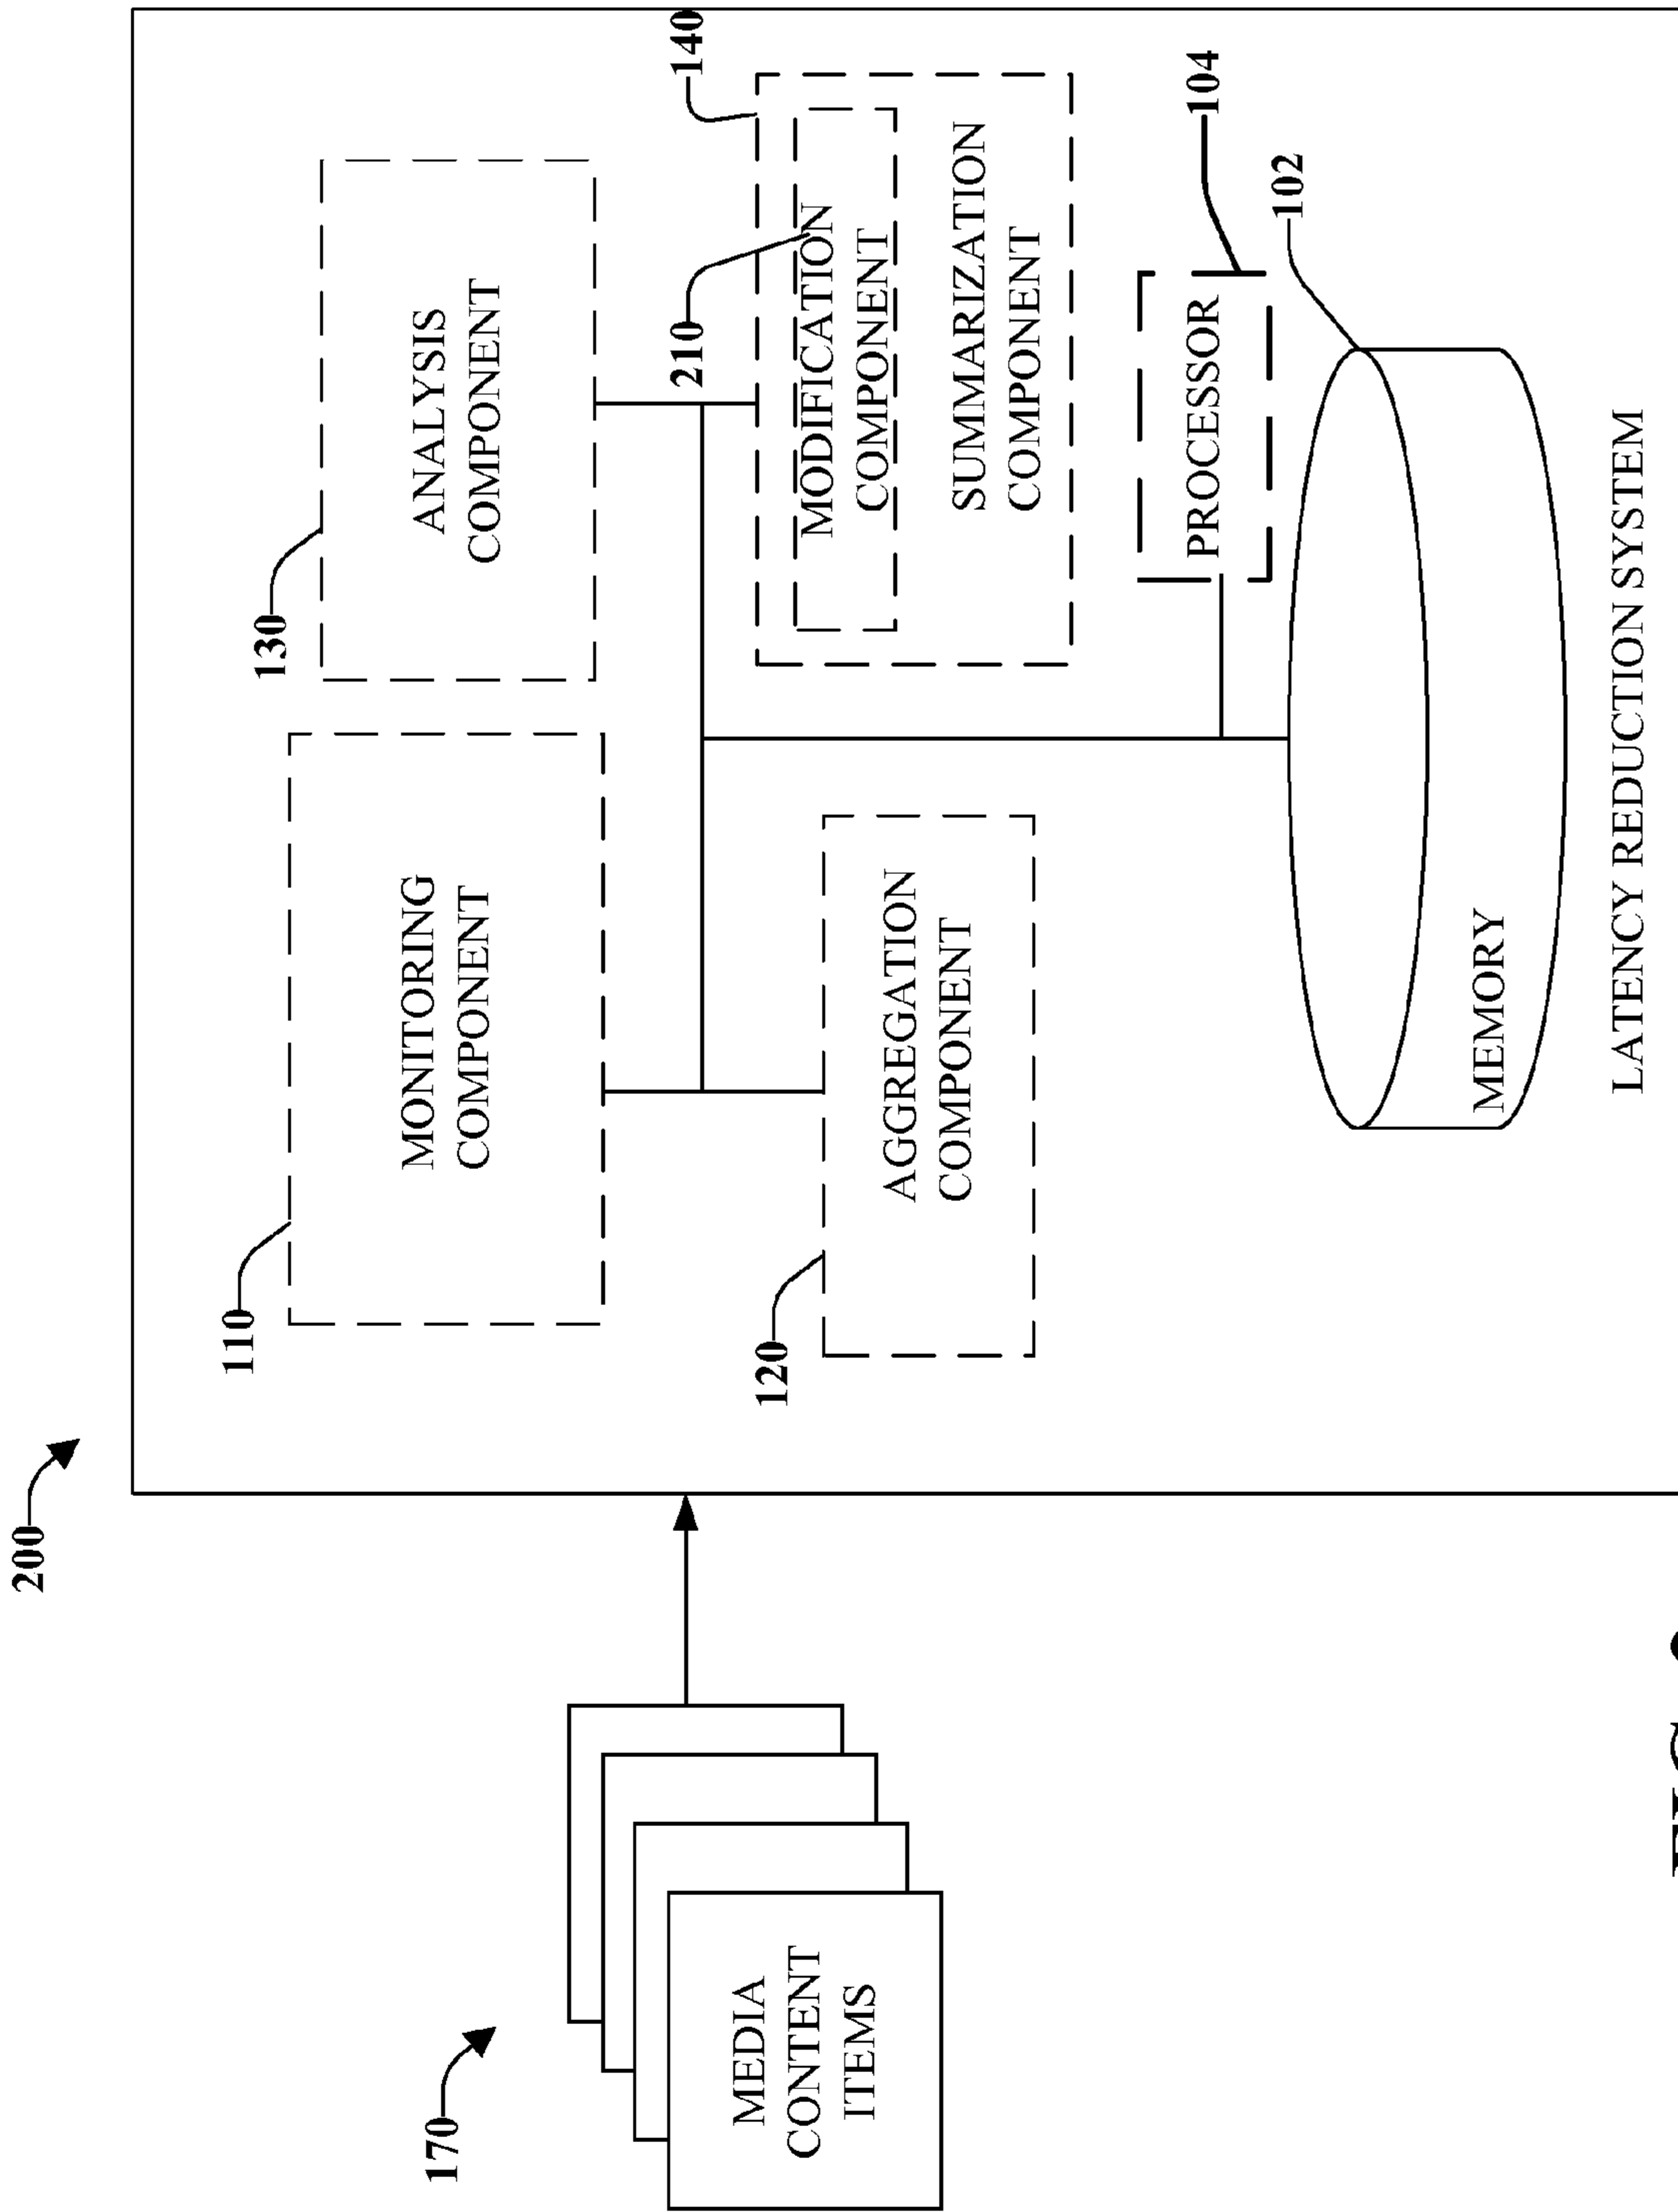 200
170
MEDIA
CONTENT
ITEMS
110
MONITORING
COMPONENT
130
ANALYSIS
COMPONENT
120
AGGREGATION
COMPONENT
210
140
MODIFICATION
COMPONENT
SUMMARIZATION
COMPONENT
PROCESSOR
104
102
MEMORY
LATENCY REDUCTION SYSTEM